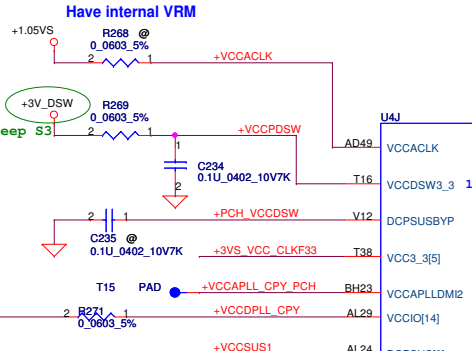 Have internal VRM
+1.05VS
R268 @
0_0603_5%
2 1
+VCCACLK
+3V_DSW
eep S3
R269
0_0603_5%
2 1
+VCCPDSW
U4J
AD49 VCCACLK
1
C234
0.1U_0402_10V7K
2
T16 VCCDSW3_3
1
2 1
+PCH_VCCDSW
V12 DCPSUSBYP
C235 @
0.1U_0402_10V7K
+3VS_VCC_CLKF33
T38 VCC3_3[5]
T15 PAD
+VCCAPLL_CPY_PCH
BH23 VCCAPLLDMI2
2 R271 1
0_0603_5%
+VCCDPLL_CPY
AL29 VCCIO[14]
+VCCSUS1
AL24